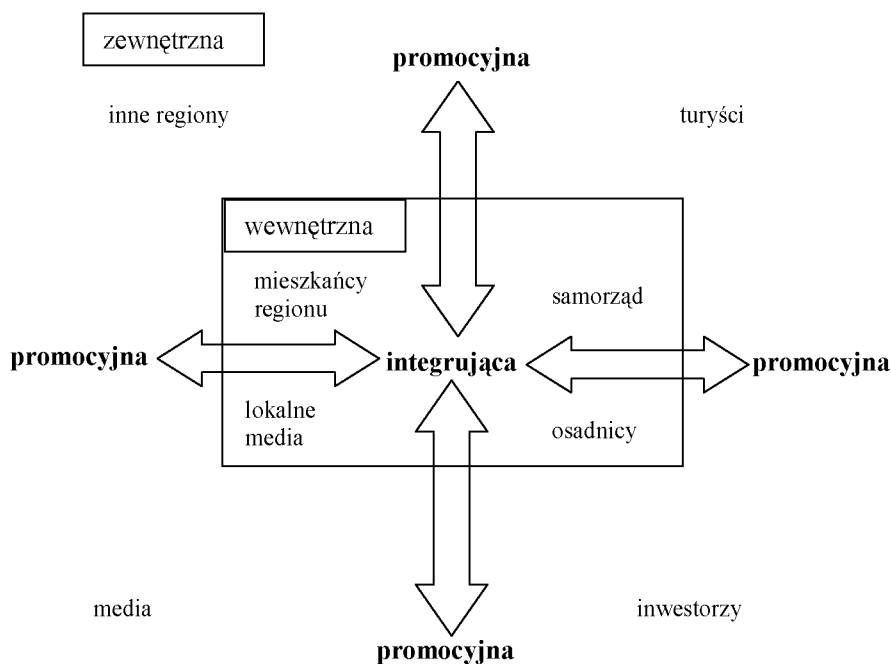 zewnętrzna
promocyjna
inne regiony
turyści
wewnętrzna
mieszkańcy
regionu
samorząd
promocyjna
integrująca
promocyjna
lokalne
media
osadnicy
media
inwestorzy
promocyjna